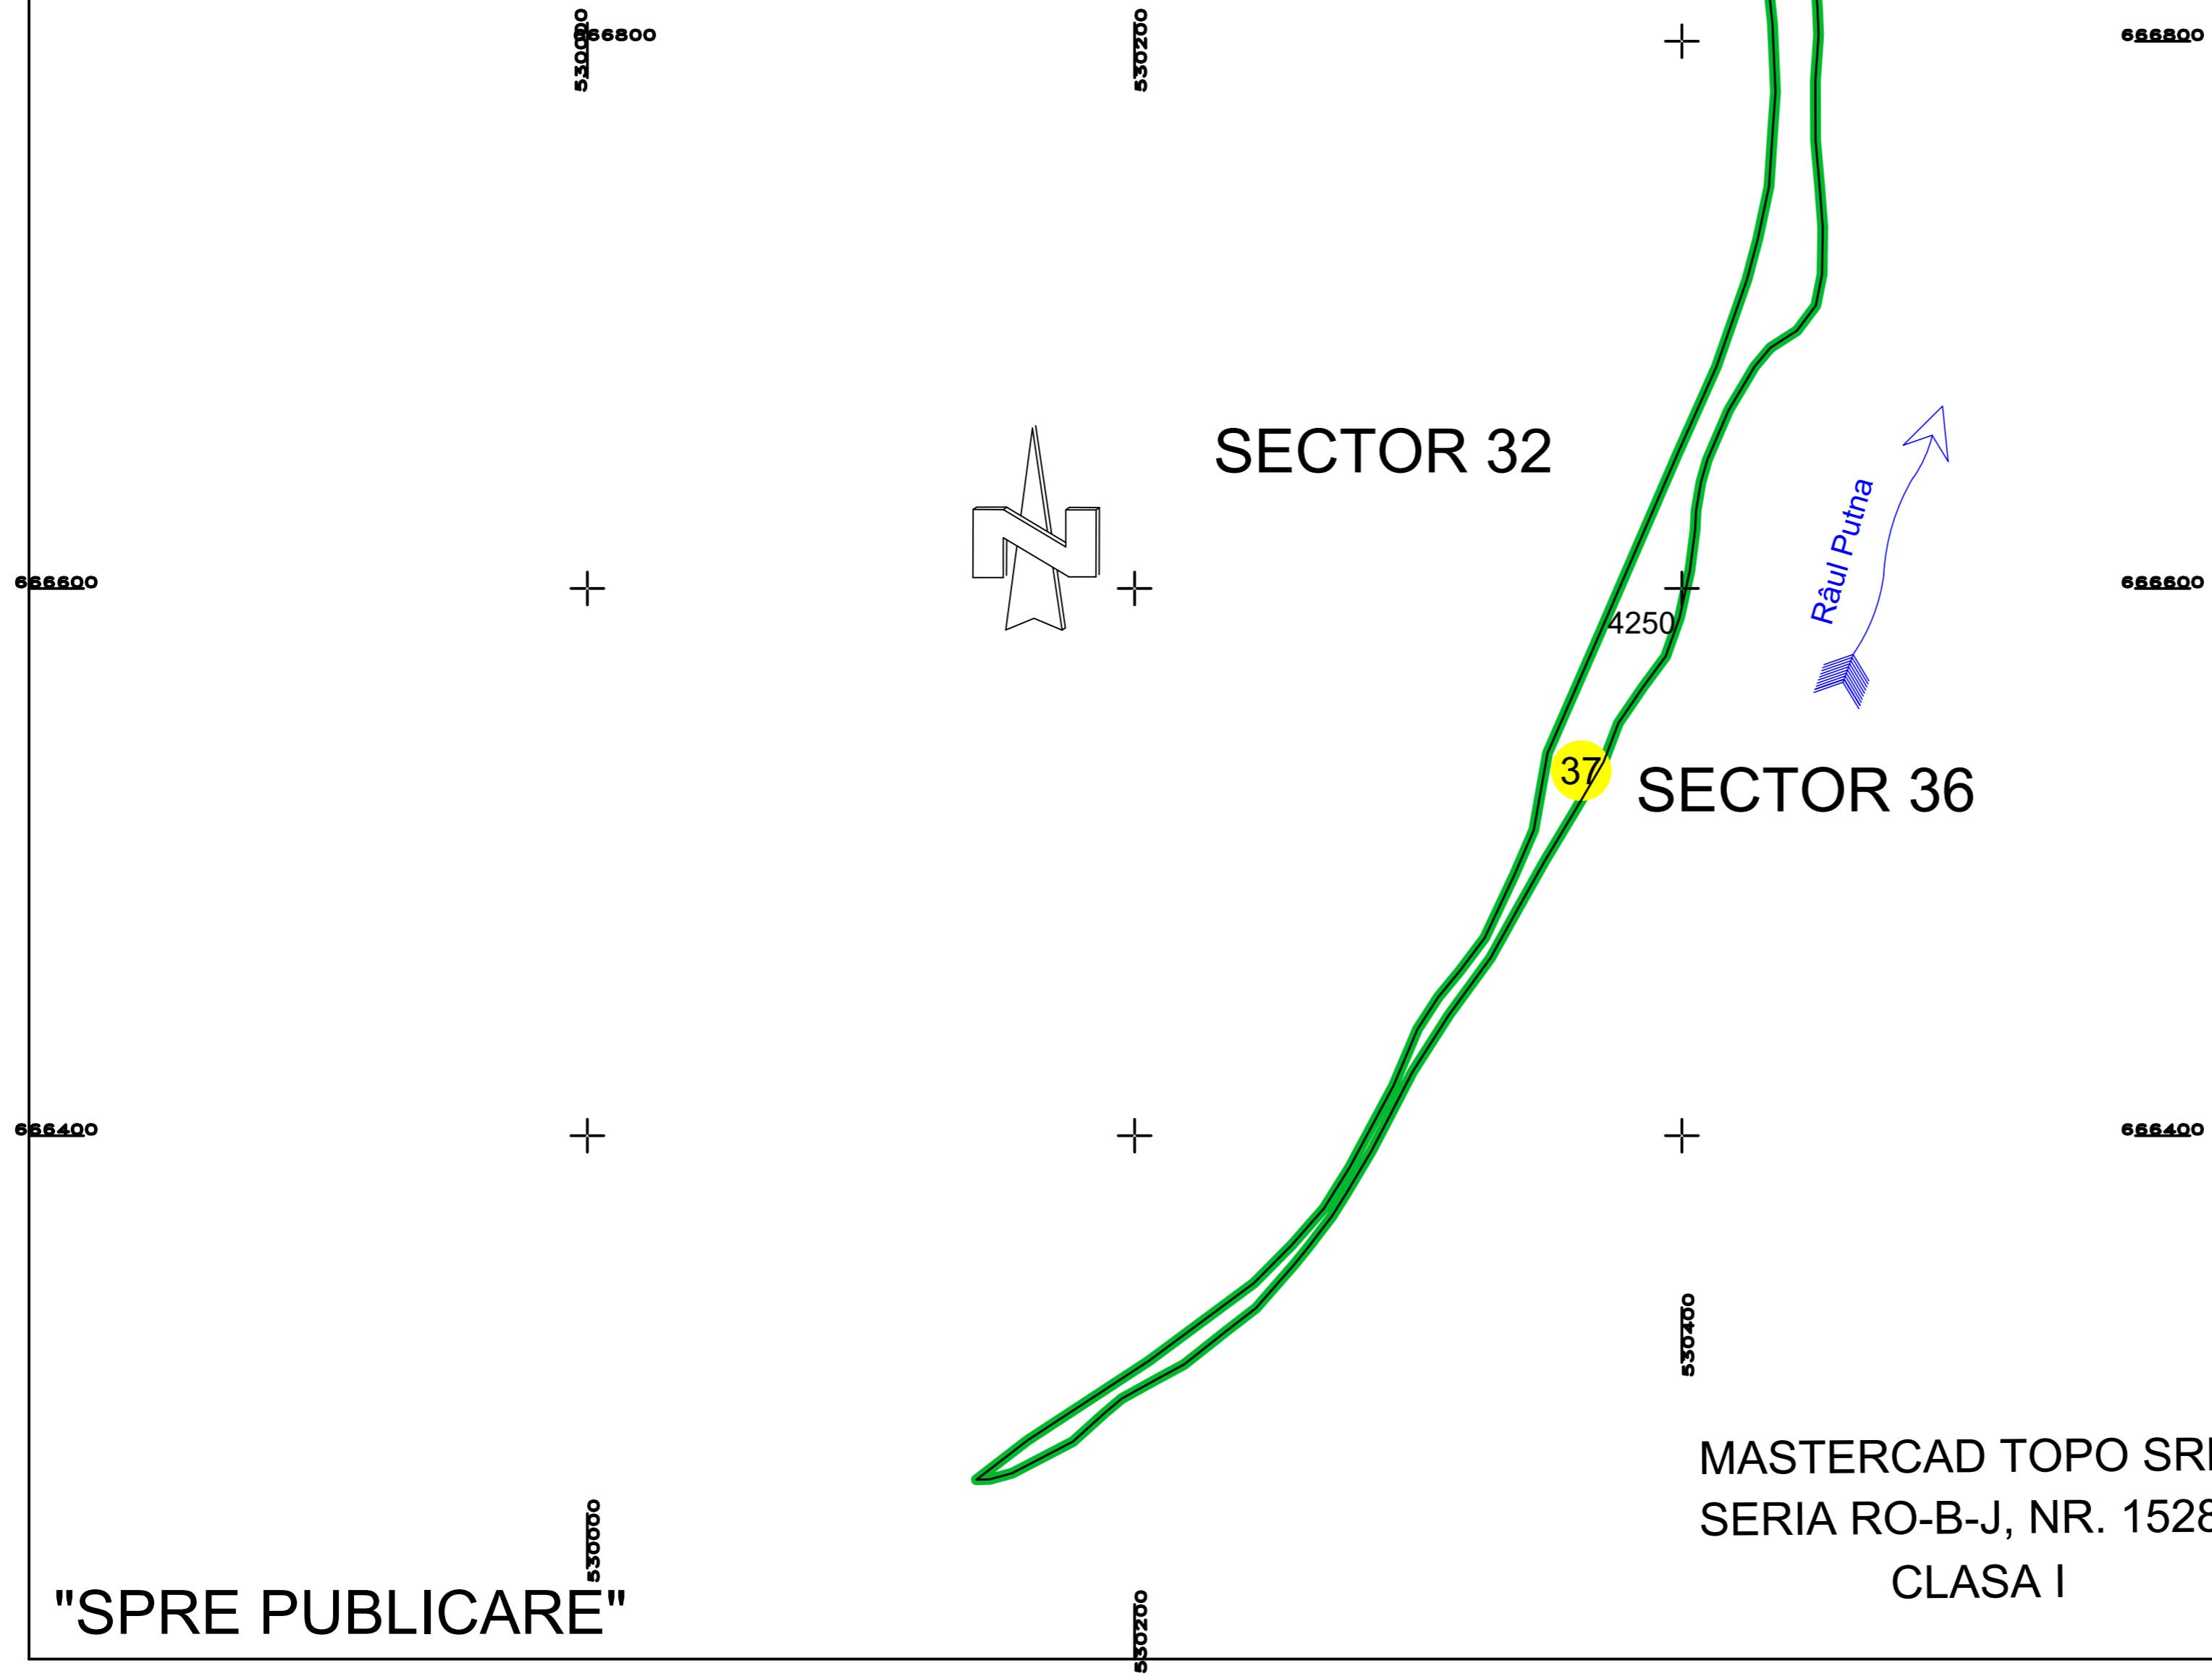 530000
666800
530200
666800
SECTOR 32
Râul Putna
666600
666600
4250
37
SECTOR 36
666400
666400
530400
MASTERCAD TOPO
SERIA RO-B-J, NR. 1528
CLASA I
530000
"SPRE PUBLICARE"
530200